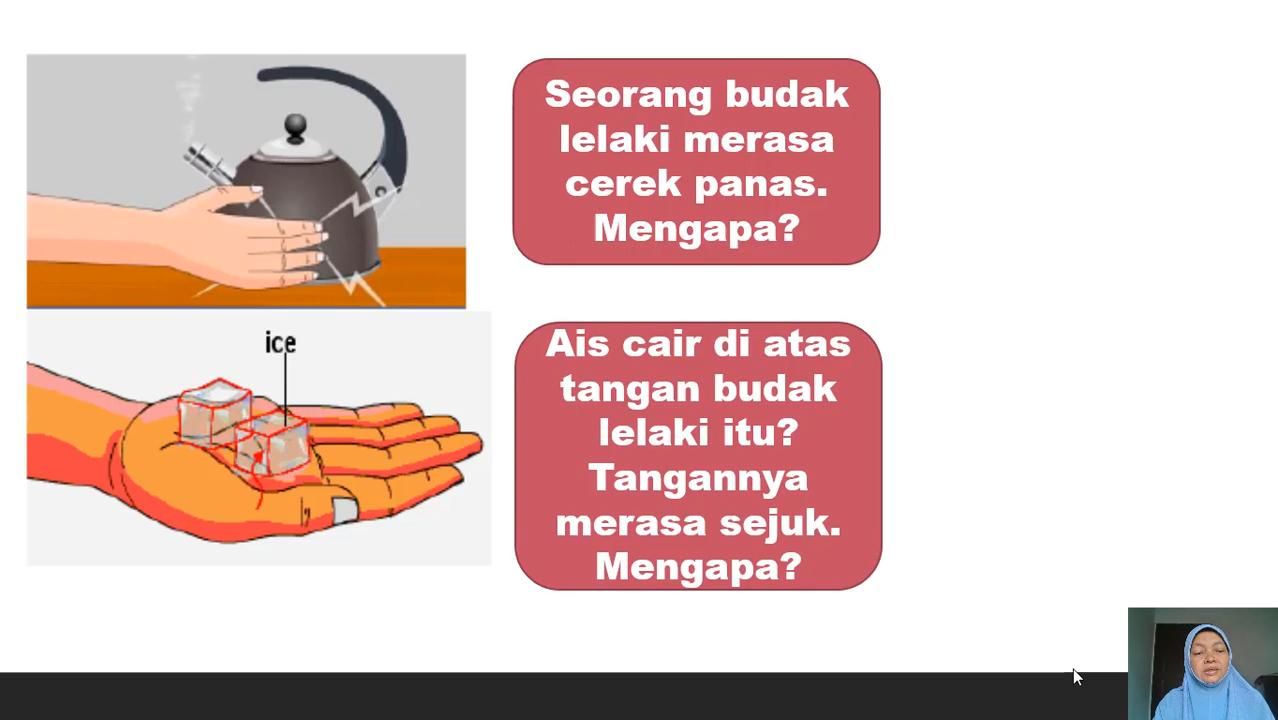 Seorang budak
lelaki merasa
cerek panas.
Mengapa?
ice
Ais cair di atas
tangan budak
lelaki itu?
Tangannya
merasa sejuk.
Mengapa?